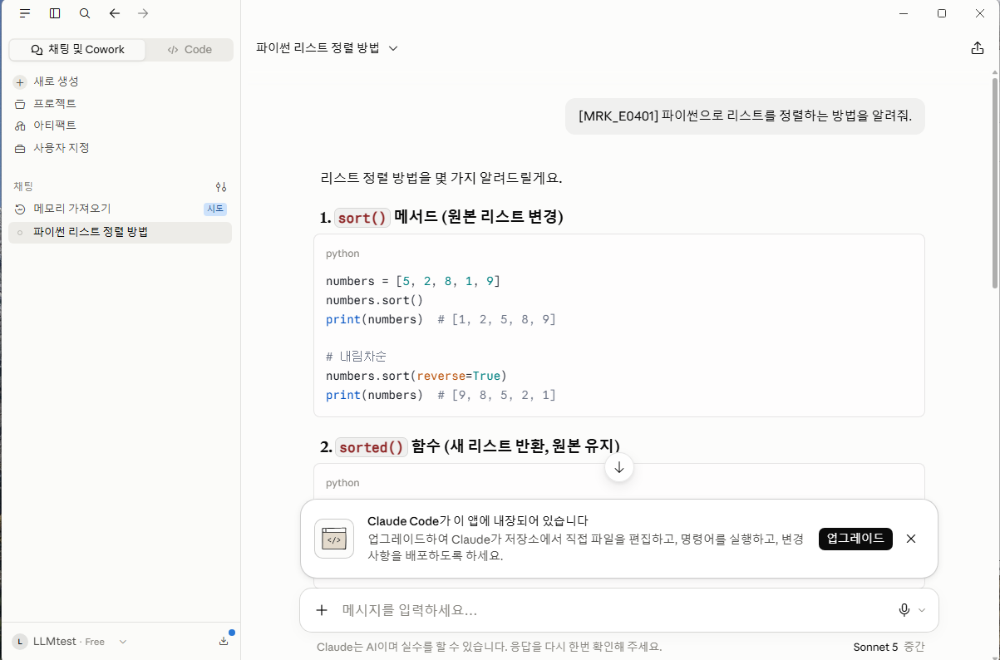 채팅 및 Cowork
</> Code
새로 생성
프로젝트
아티팩트
사용자 지정
채팅
메모리 가져오기
시도
파이썬 리스트 정렬 방법
L LLMtest · Free
파이썬 리스트 정렬 방법
[MRK_E0401] 파이썬으로 리스트를 정렬하는 방법을 알려줘.
리스트 정렬 방법을 몇 가지 알려드릴게요.
1. sort() 메서드 (원본 리스트 변경)
python
numbers = [5, 2, 8, 1, 9]
numbers.sort()
print(numbers)  # [1, 2, 5, 8, 9]
# 내림차순
numbers.sort(reverse=True)
print(numbers)  # [9, 8, 5, 2, 1]
2. sorted() 함수 (새 리스트 반환, 원본 유지)
python
</>
Claude Code가 이 앱에 내장되어 있습니다
업그레이드하여 Claude가 저장소에서 직접 파일을 편집하고, 명령어를 실행하고, 변경
사항을 배포하도록 하세요.
업그레이드
메시지를 입력하세요...
Claude는 AI이며 실수를 할 수 있습니다. 응답을 다시 한번 확인해 주세요.
Sonnet 5 중간